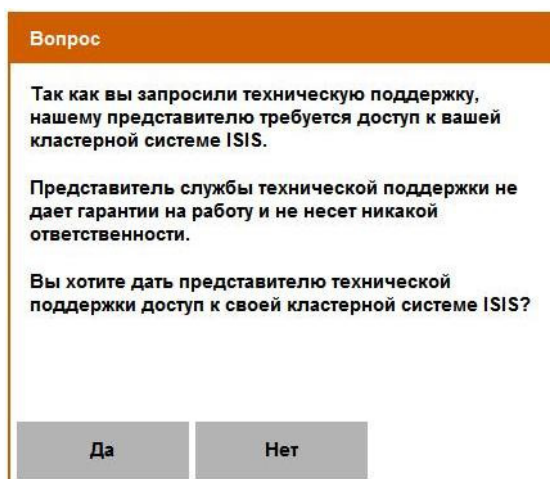 Вопрос
Так как вы запросили техническую поддержку,
нашему представителю требуется доступ к вашей
кластерной системе ISIS.
Представитель службы технической поддержки не
дает гарантии на работу и не несет никакой
ответственности.
Вы хотите дать представителю технической
поддержки доступ к своей кластерной системе ISIS?
Да
Нет